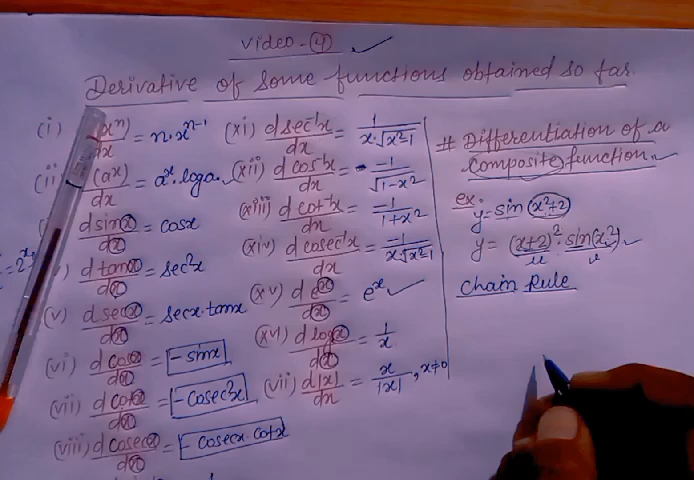 Video-④
Derivative of Some functions obtained so far.
(i) d(xⁿ)/dx = n·xⁿ⁻¹
(ii) d(aˣ)/dx = aˣ·loga
d sinx/dx = cosx
d tanx/dx = sec²x
(v) d secx/dx = secx·tanx
(vi) d cosx/dx = -sinx
(vii) d cotx/dx = -cosec²x
(viii) d cosecx/dx = -cosecx·cotx
(xi) d sec⁻¹x/dx = 1/x·√x²-1
(xii) d cos⁻¹x/dx = -1/√1-x²
(xiii) d cot⁻¹x/dx = -1/1+x²
(xiv) d cosec⁻¹x/dx = -1/x√x²-1
(xv) d eˣ/dx = eˣ
(xvi) d logx/dx = 1/x
(vii) d|x|/dx = x/|x|, x≠0
# Differentiation of a
composite function
ex: y = sin(x²+2)
y = (x+2)²·sin(x²)
u v
Chain Rule